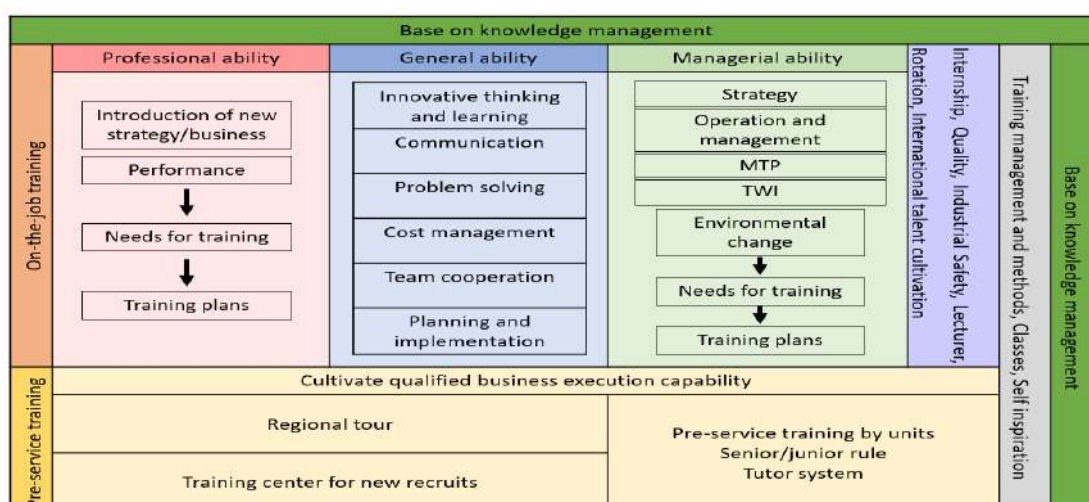 Base on knowledge management
On-the-job training
Professional ability
Introduction of new
strategy/business
Performance
Needs for training
Training plans
General ability
Innovative thinking
and learning
Communication
Problem solving
Cost management
Team cooperation
Planning and
implementation
Managerial ability
Strategy
Operation and
management
MTP
TWI
Environmental
change
Needs for training
Training plans
Internship, Quality, Industrial Safety, Lecturer,
Rotation, International talent cultivation
Training management and methods, Classes, Self inspiration
Base on knowledge management
Pre-service training
Cultivate qualified business execution capability
Regional tour
Training center for new recruits
Pre-service training by units
Senior/junior rule
Tutor system